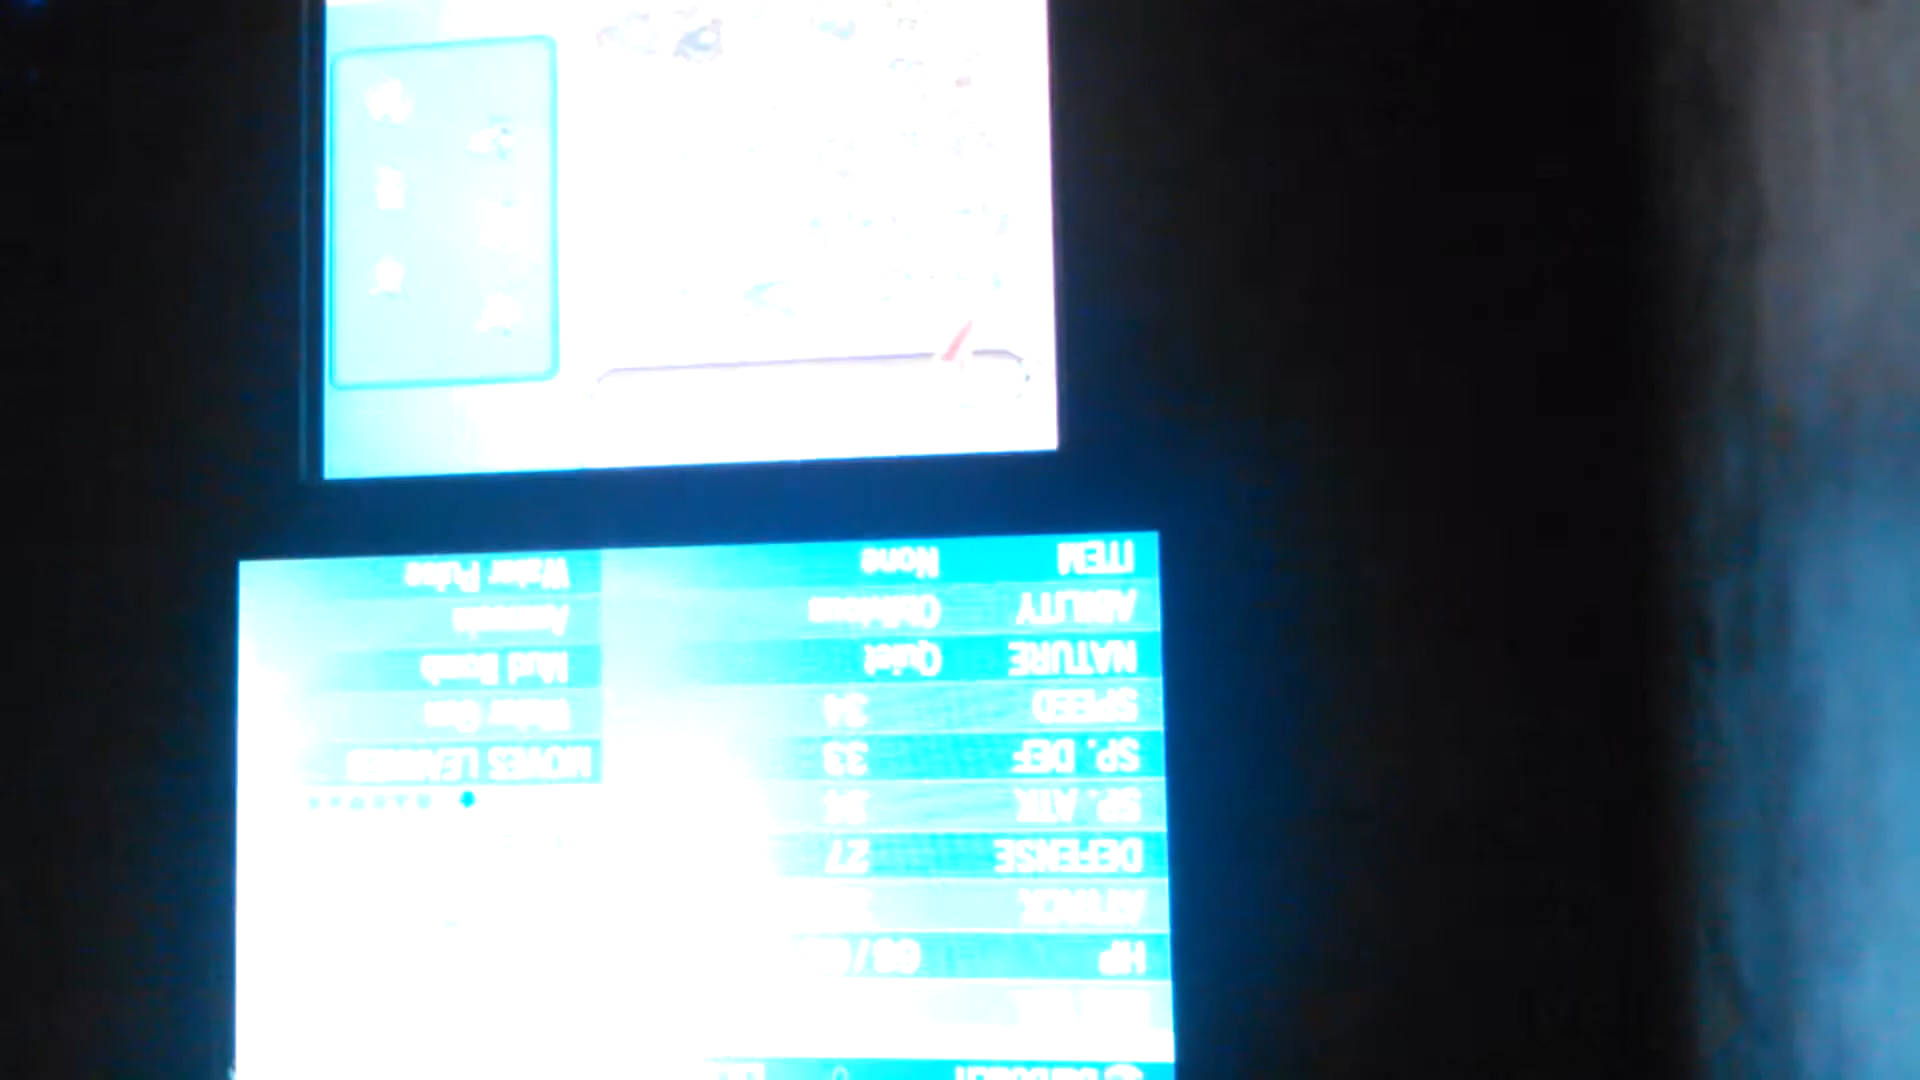 HP
ATTACK
DEFENSE 27
SP. ATK
SP. DEF 33
SPEED 34
NATURE Quiet
ABILITY Oblivious
ITEM None
MOVES LEARNED
Water Gun
Mud Bomb
Amnesia
Water Pulse